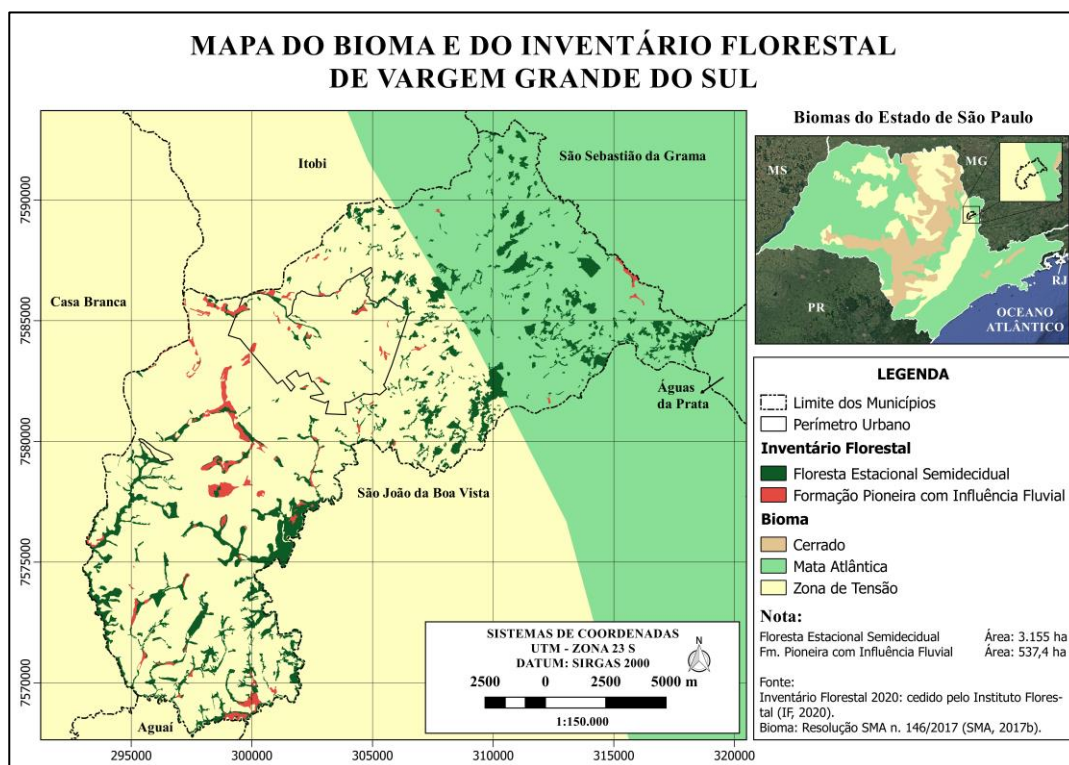 MAPA DO BIOMA E DO INVENTÁRIO FLORESTAL
DE VARGEM GRANDE DO SUL
Itobi
São Sebastião da Grama
Casa Branca
Águas
da Prata
São João da Boa Vista
Aguaí
7590000
7585000
7580000
7575000
7570000
295000
300000
305000
310000
315000
320000
SISTEMAS DE COORDENADAS
UTM - ZONA 23 S
DATUM: SIRGAS 2000
N
2500 0 2500 5000 m
1:150.000
Biomas do Estado de São Paulo
MS
MG
PR
RJ
OCEANO
ATLÂNTICO
LEGENDA
Limite dos Municípios
Perímetro Urbano
Inventário Florestal
Floresta Estacional Semidecidual
Formação Pioneira com Influência Fluvial
Bioma
Cerrado
Mata Atlântica
Zona de Tensão
Nota:
Floresta Estacional Semidecidual Área: 3.155 ha
Fm. Pioneira com Influência Fluvial Área: 537,4 ha
Fonte:
Inventário Florestal 2020: cedido pelo Instituto Flores-
tal (IF, 2020).
Bioma: Resolução SMA n. 146/2017 (SMA, 2017b).